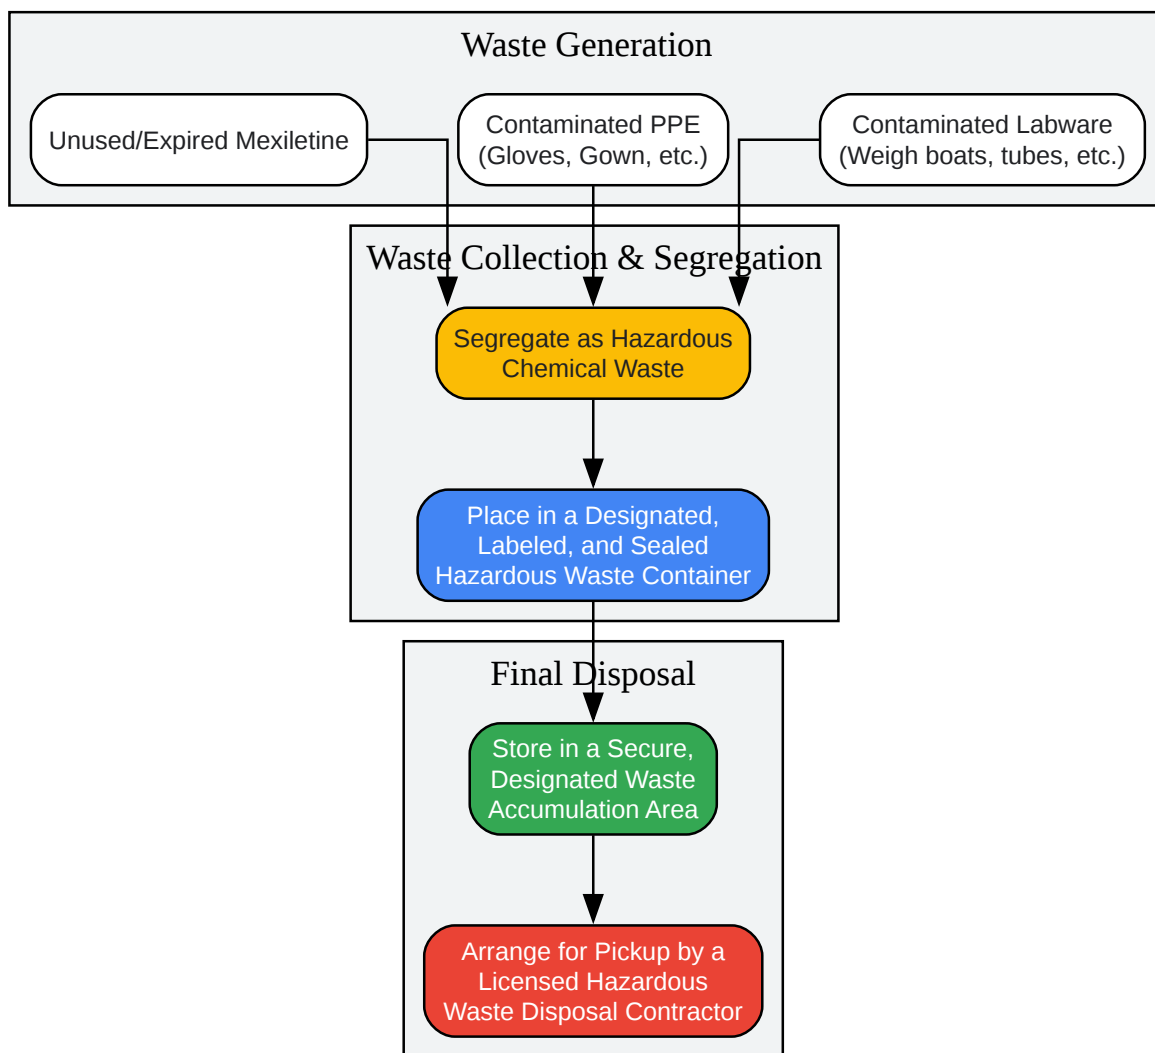 Waste Generation
Unused/Expired Mexiletine
Contaminated PPE
(Gloves, Gown, etc.)
Contaminated Labware
(Weigh boats, tubes, etc.)
Waste Collection & Segregation
Segregate as Hazardous
Chemical Waste
Place in a Designated,
Labeled, and Sealed
Hazardous Waste Container
Final Disposal
Store in a Secure,
Designated Waste
Accumulation Area
Arrange for Pickup by a
Licensed Hazardous
Waste Disposal Contractor